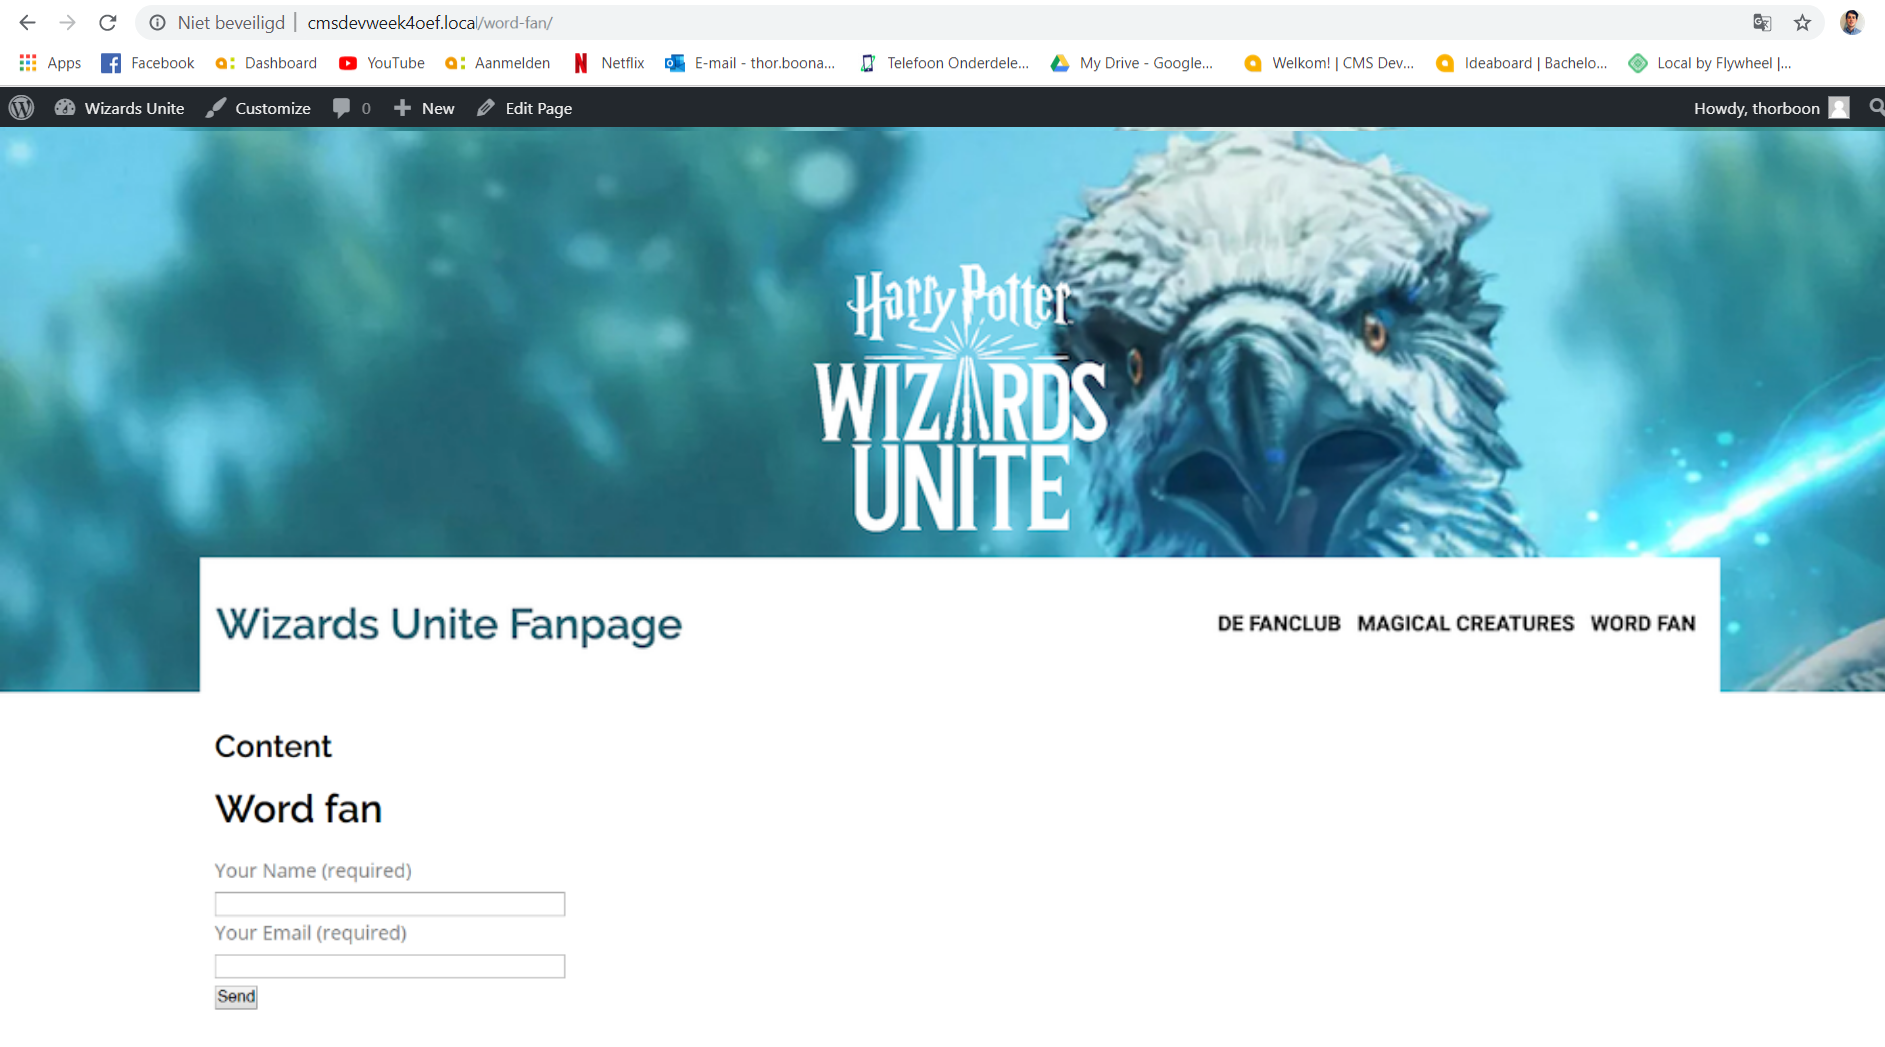 Niet beveiligd | cmsdevweek4oef.local/word-fan/
Apps Facebook Dashboard YouTube Aanmelden Netflix E-mail - thor.boona... Telefoon Onderdele... My Drive - Google... Welkom! | CMS Dev... Ideaboard | Bachelo... Local by Flywheel |...
Wizards Unite Customize 0 New Edit Page Howdy, thorboon
Harry Potter
WIZARDS
UNITE
Wizards Unite Fanpage DE FANCLUB MAGICAL CREATURES WORD FAN
Content
Word fan
Your Name (required)
Your Email (required)
Send